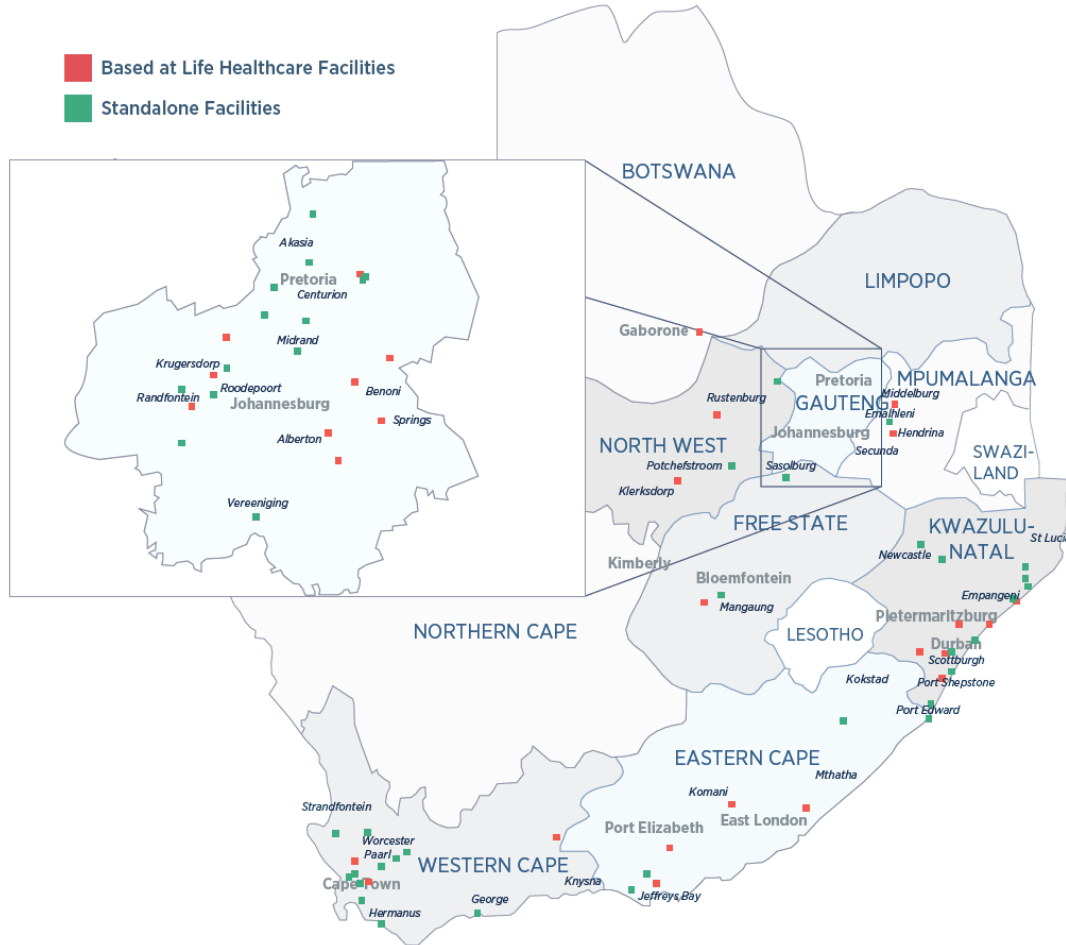 Based at Life Healthcare Facilities
Standalone Facilities
BOTSWANA
LIMPOPO
Akasia
Pretoria
Centurion
Midrand
Krugersdorp
Roodepoort
Randfontein
Johannesburg
Benoni
Springs
Alberton
Vereeniging
Gaborone
Pretoria
MPUMALANGA
Rustenburg
GAUTENG
Middelburg
Emalhleni
Johannesburg
Hendrina
NORTH WEST
Secunda
SWAZI-
LAND
Potchefstroom
Sasolburg
Klerksdorp
FREE STATE
KWAZULU-
NATAL
St Luci
Newcastle
Kimberly
Bloemfontein
Mangaung
Empangeni
Pietermaritzburg
NORTHERN CAPE
LESOTHO
Durban
Scottburgh
Kokstad
Port Shepstone
Port Edward
EASTERN CAPE
Mthatha
Komani
Strandfontein
East London
Port Elizabeth
Worcester
Paarl
WESTERN CAPE
Cape Town
Knysna
Jeffreys Bay
George
Hermanus